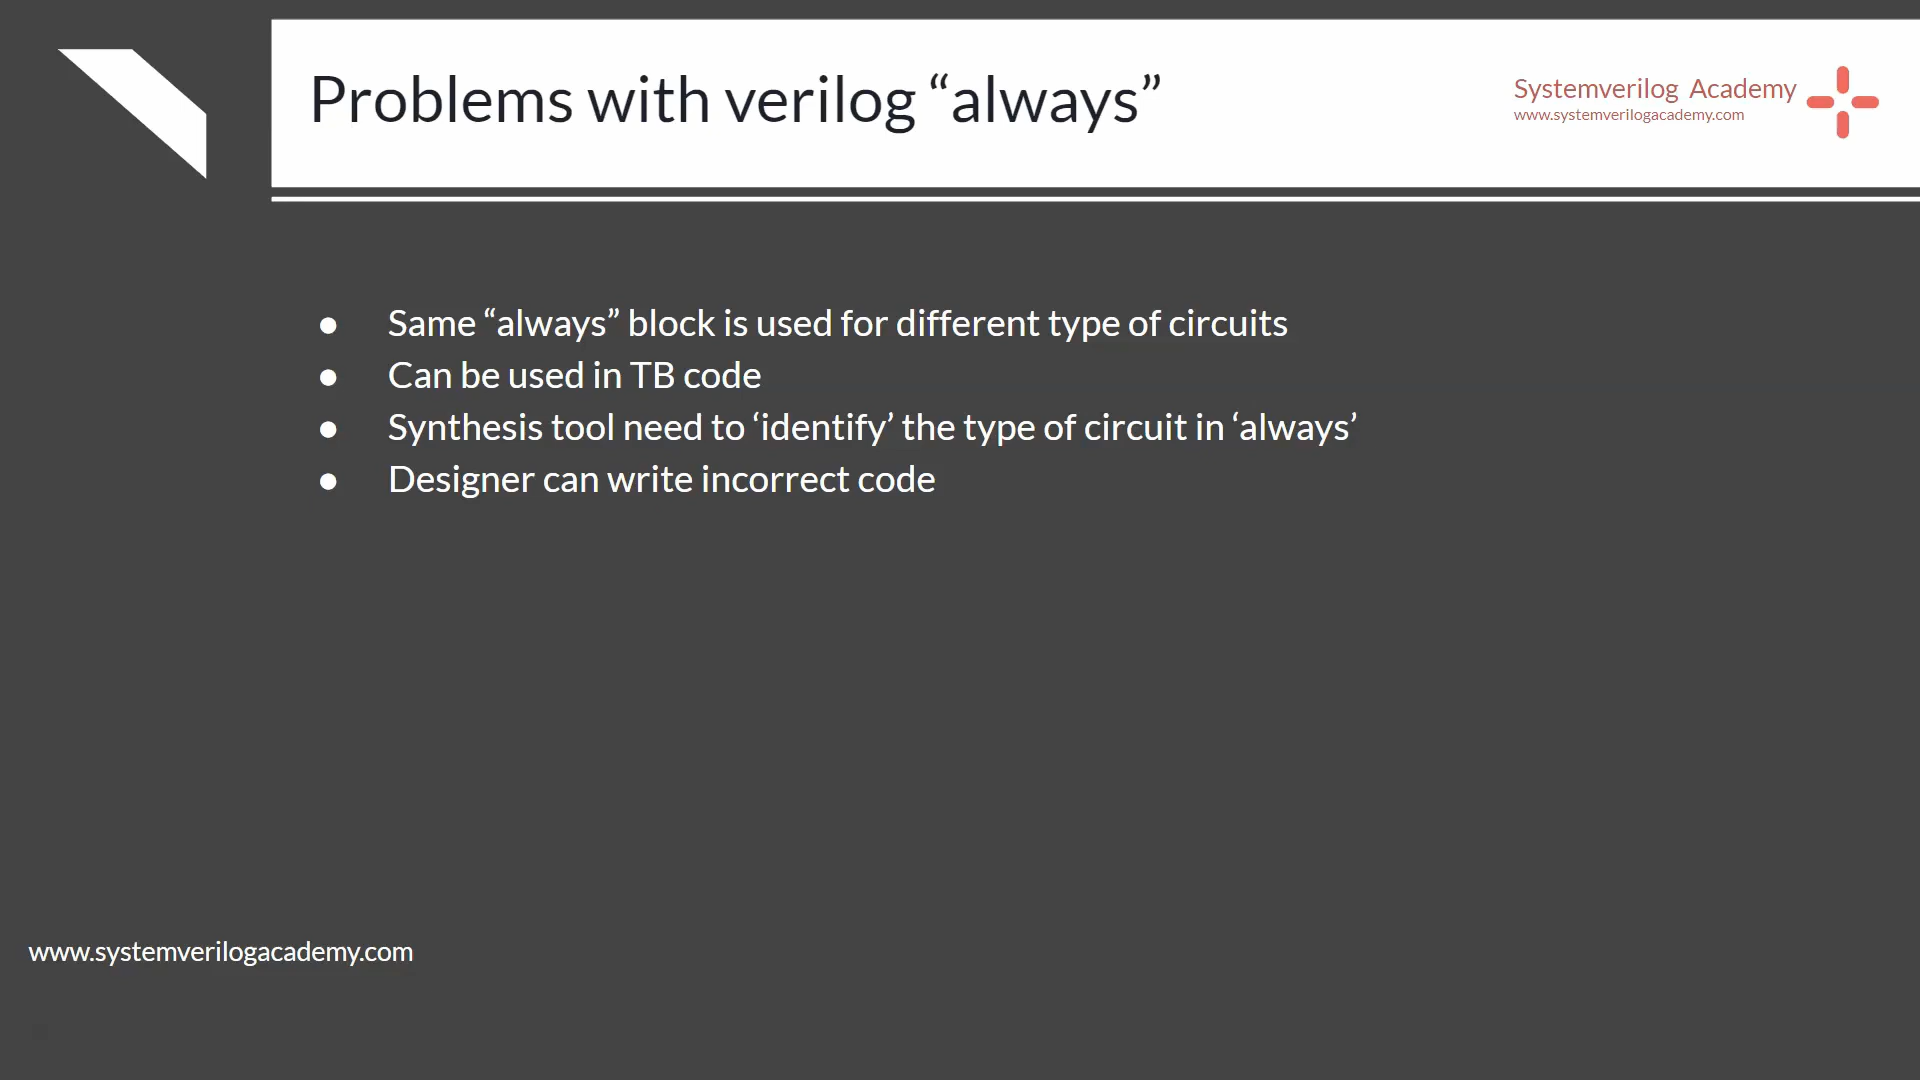 Problems with verilog “always”
Systemverilog Academy
www.systemverilogacademy.com
● Same “always” block is used for different type of circuits
● Can be used in TB code
● Synthesis tool need to ‘identify’ the type of circuit in ‘always’
● Designer can write incorrect code
www.systemverilogacademy.com